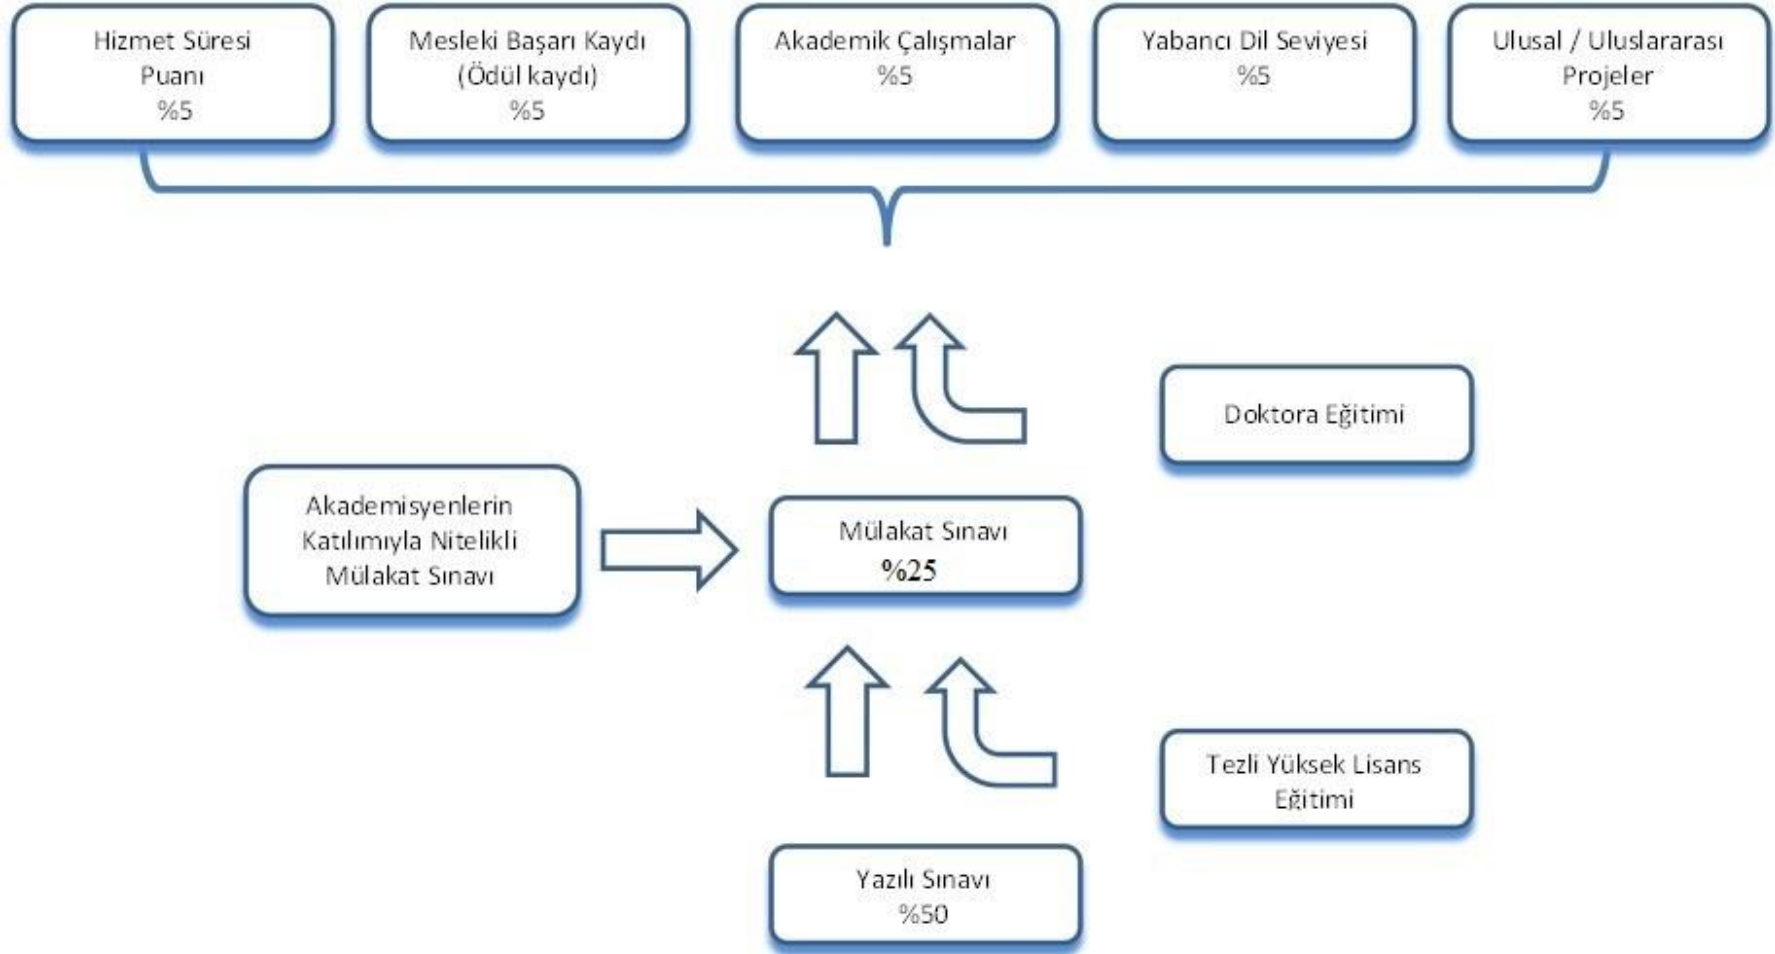 Hizmet Süresi
Puanı
%5
Mesleki Başarı Kaydı
(Ödül kaydı)
%5
Akademik Çalışmalar
%5
Yabancı Dil Seviyesi
%5
Ulusal / Uluslararası
Projeler
%5
Doktora Eğitimi
Akademisyenlerin
Katılımıyla Nitelikli
Mülakat Sınavı
Mülakat Sınavı
%25
Tezli Yüksek Lisans
Eğitimi
Yazılı Sınavı
%50